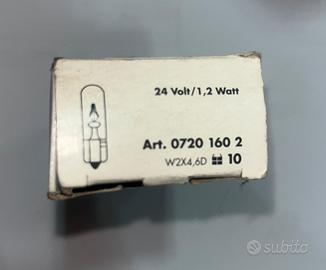 24 Volt/1,2 Watt
Art. 0720 160 2
W2X4,6D 10
subito